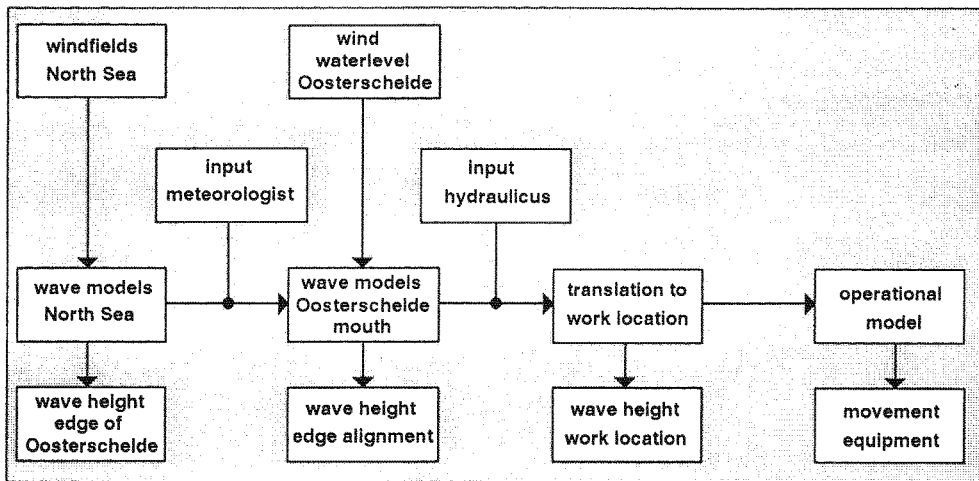 windfields
North Sea
wind
waterlevel
Oosterschelde
input
meteorologist
input
hydraulicus
wave models
North Sea
wave models
Oosterschelde
mouth
translation to
work location
operational
model
wave height
edge of
Oosterschelde
wave height
edge alignment
wave height
work location
movement
equipment